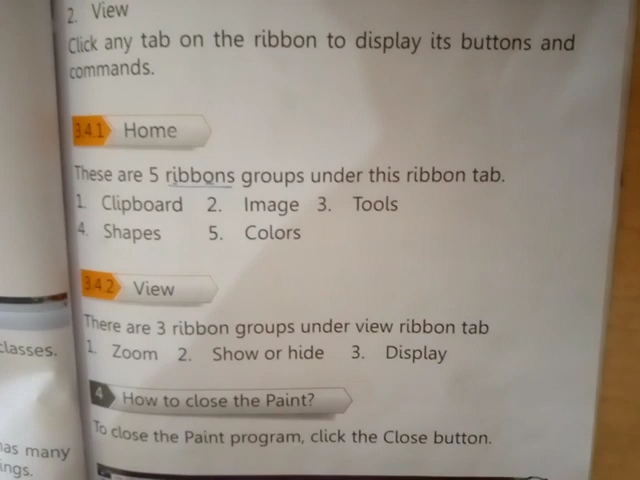 2. View
Click any tab on the ribbon to display its buttons and
commands.
3.4.1 Home
These are 5 ribbons groups under this ribbon tab.
1. Clipboard 2. Image 3. Tools
4. Shapes 5. Colors
3.4.2 View
There are 3 ribbon groups under view ribbon tab
1. Zoom 2. Show or hide 3. Display
4 How to close the Paint?
To close the Paint program, click the Close button.
classes.
has many
ings.